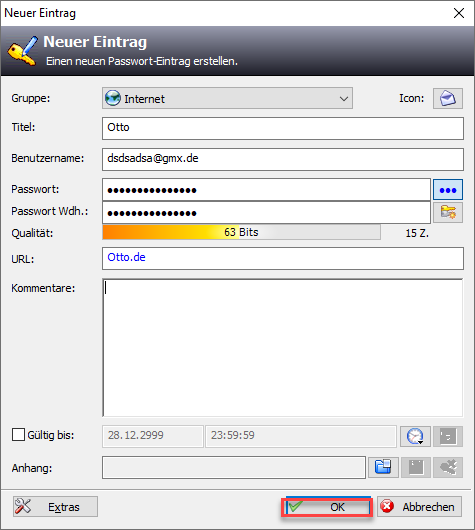 Neuer Eintrag
Neuer Eintrag
Einen neuen Passwort-Eintrag erstellen.
Gruppe: Internet Icon:
Titel: Otto
Benutzername: dsdsadsa@gmx.de
Passwort: ●●●●●●●●●●●●●●● ●●●
Passwort Wdh.: ●●●●●●●●●●●●●●●
Qualität: 63 Bits 15 Z.
URL: Otto.de
Kommentare:
Gültig bis: 28.12.2999 23:59:59
Anhang:
Extras OK Abbrechen